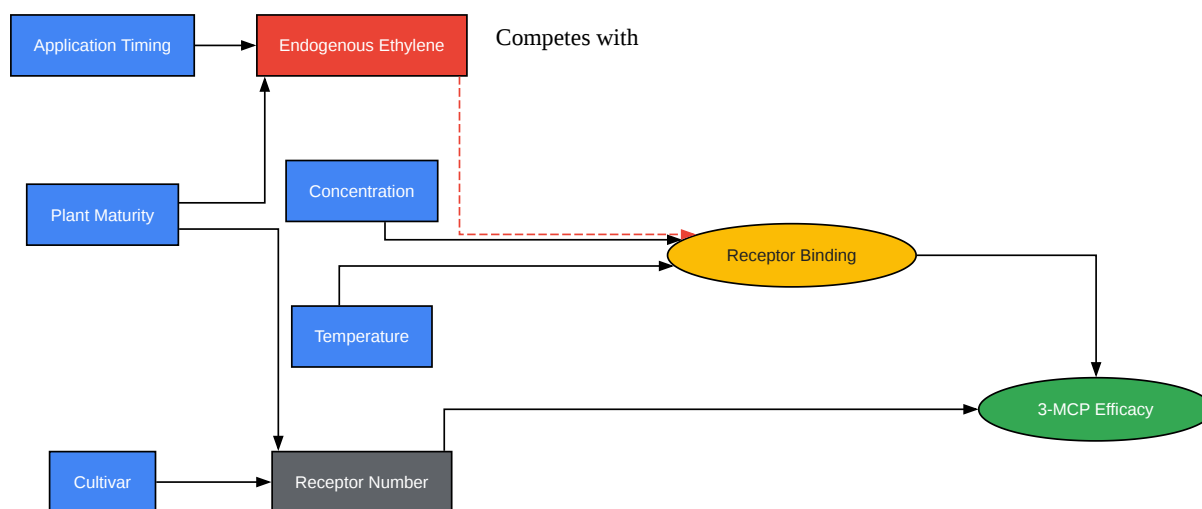 Application Timing
Endogenous Ethylene
Competes with
Concentration
Plant Maturity
Receptor Binding
Temperature
3-MCP Efficacy
Cultivar
Receptor Number